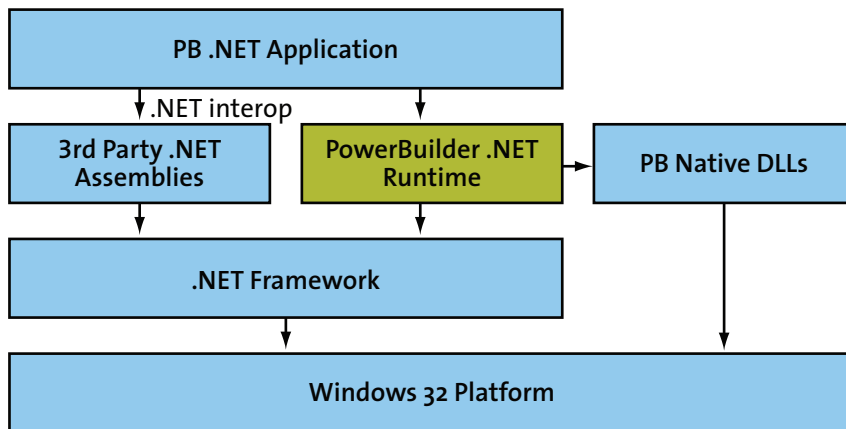 PB .NET Application
.NET interop
3rd Party .NET
Assemblies
PowerBuilder .NET
Runtime
PB Native DLLs
.NET Framework
Windows 32 Platform